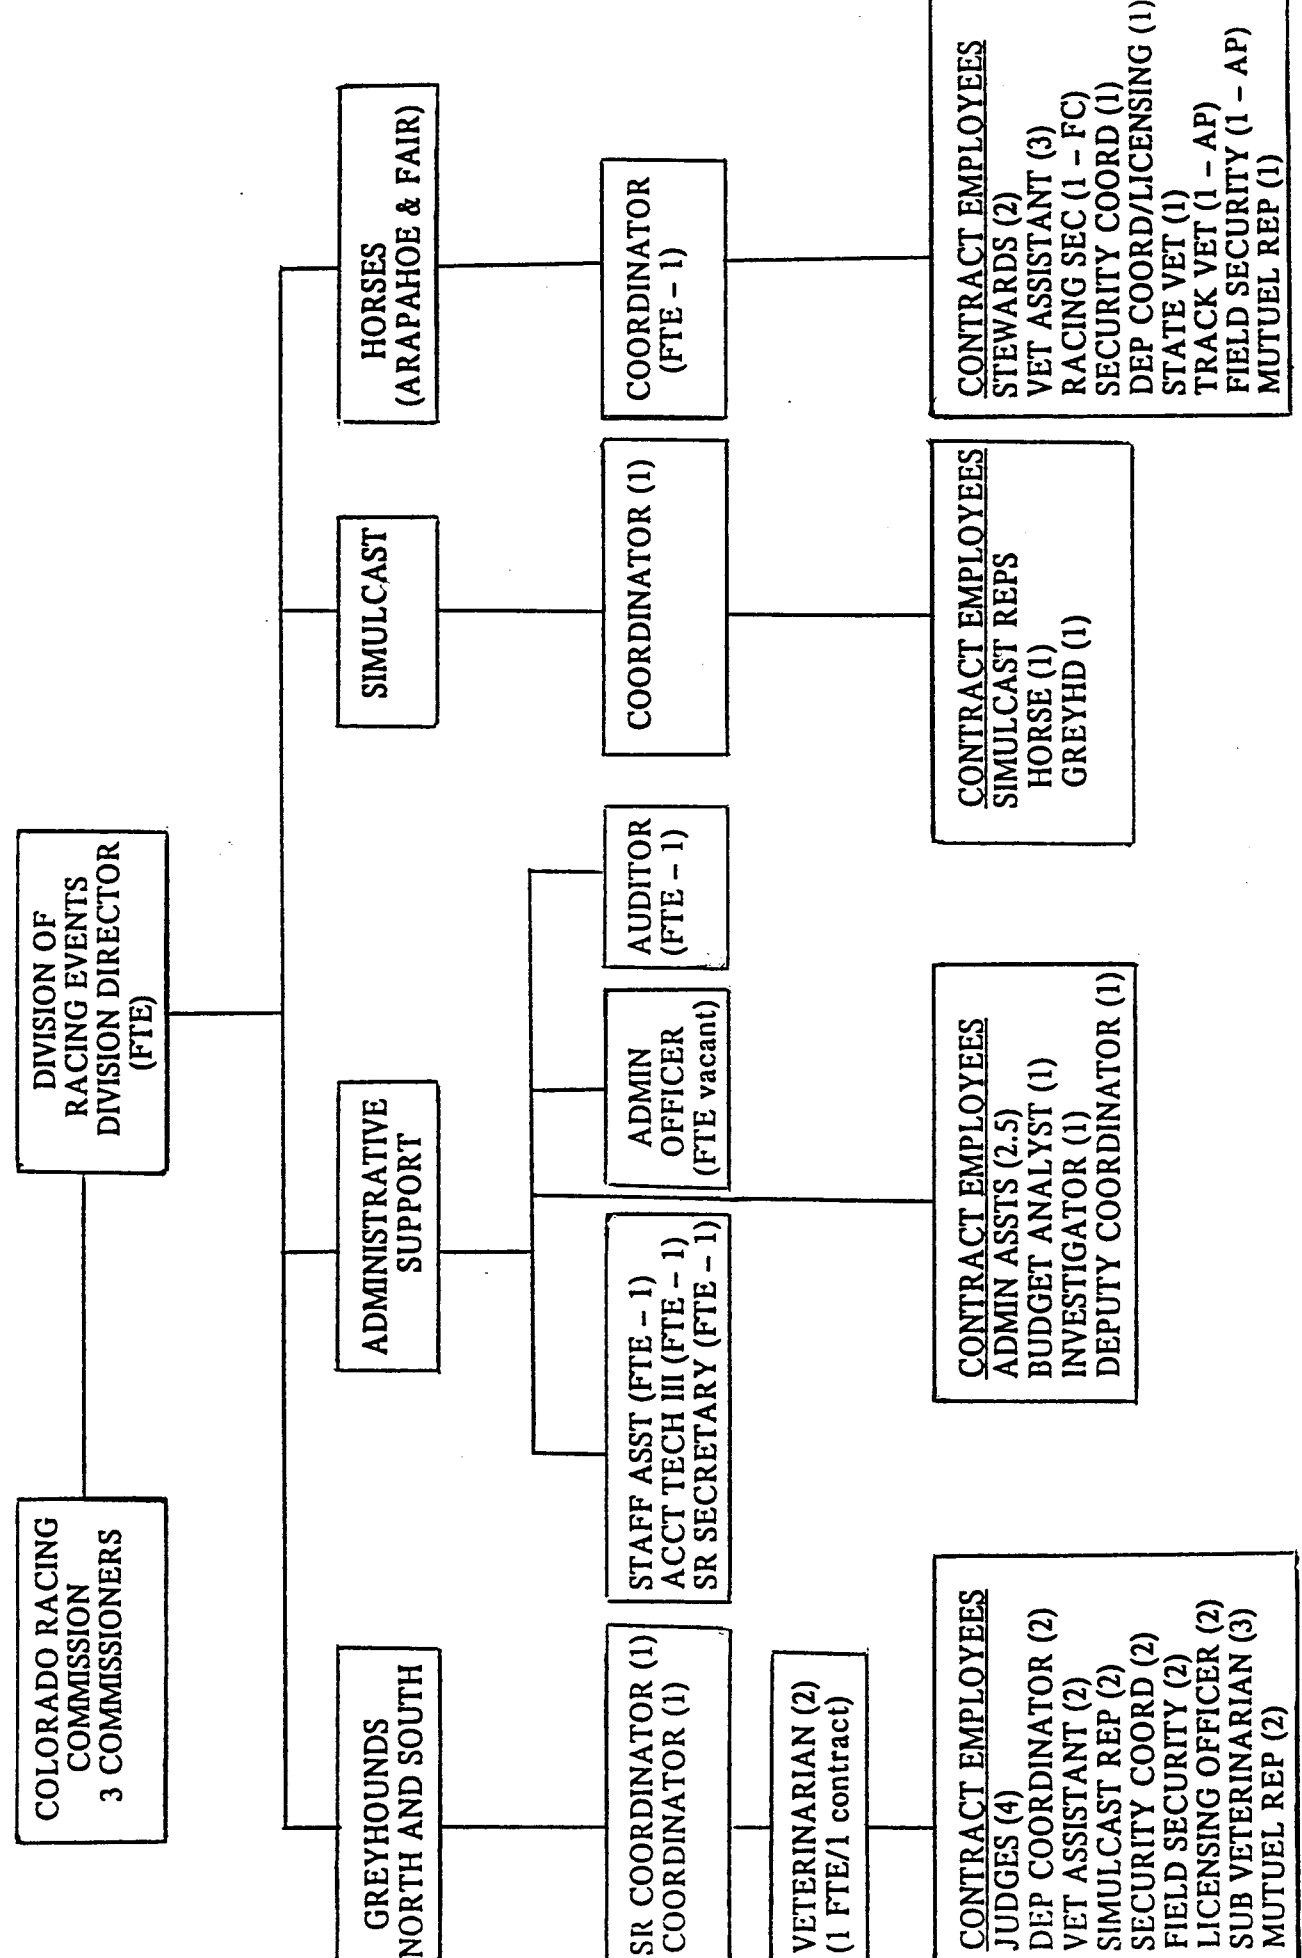 COLORADO RACING
COMMISSION
3 COMMISSIONERS
DIVISION OF
RACING EVENTS
DIVISION DIRECTOR
(FTE)
GREYHOUNDS
NORTH AND SOUTH
ADMINISTRATIVE
SUPPORT
SIMULCAST
HORSES
(ARAPAHOE & FAIR)
SR COORDINATOR (1)
COORDINATOR (1)
VETERINARIAN (2)
(1 FTE/1 contract)
STAFF ASST (FTE – 1)
ACCT TECH III (FTE – 1)
SR SECRETARY (FTE – 1)
ADMIN
OFFICER
(FTE vacant)
AUDITOR
(FTE – 1)
COORDINATOR (1)
COORDINATOR
(FTE – 1)
CONTRACT EMPLOYEES
JUDGES (4)
DEP COORDINATOR (2)
VET ASSISTANT (2)
SIMULCAST REP (2)
SECURITY COORD (2)
FIELD SECURITY (2)
LICENSING OFFICER (2)
SUB VETERINARIAN (3)
MUTUEL REP (2)
CONTRACT EMPLOYEES
ADMIN ASSTS (2.5)
BUDGET ANALYST (1)
INVESTIGATOR (1)
DEPUTY COORDINATOR (1)
CONTRACT EMPLOYEES
SIMULCAST REPS
HORSE (1)
GREYHD (1)
CONTRACT EMPLOYEES
STEWARDS (2)
VET ASSISTANT (3)
RACING SEC (1 – FC)
SECURITY COORD (1)
DEP COORD/LICENSING (1)
STATE VET (1)
TRACK VET (1 – AP)
FIELD SECURITY (1 – AP)
MUTUEL REP (1)